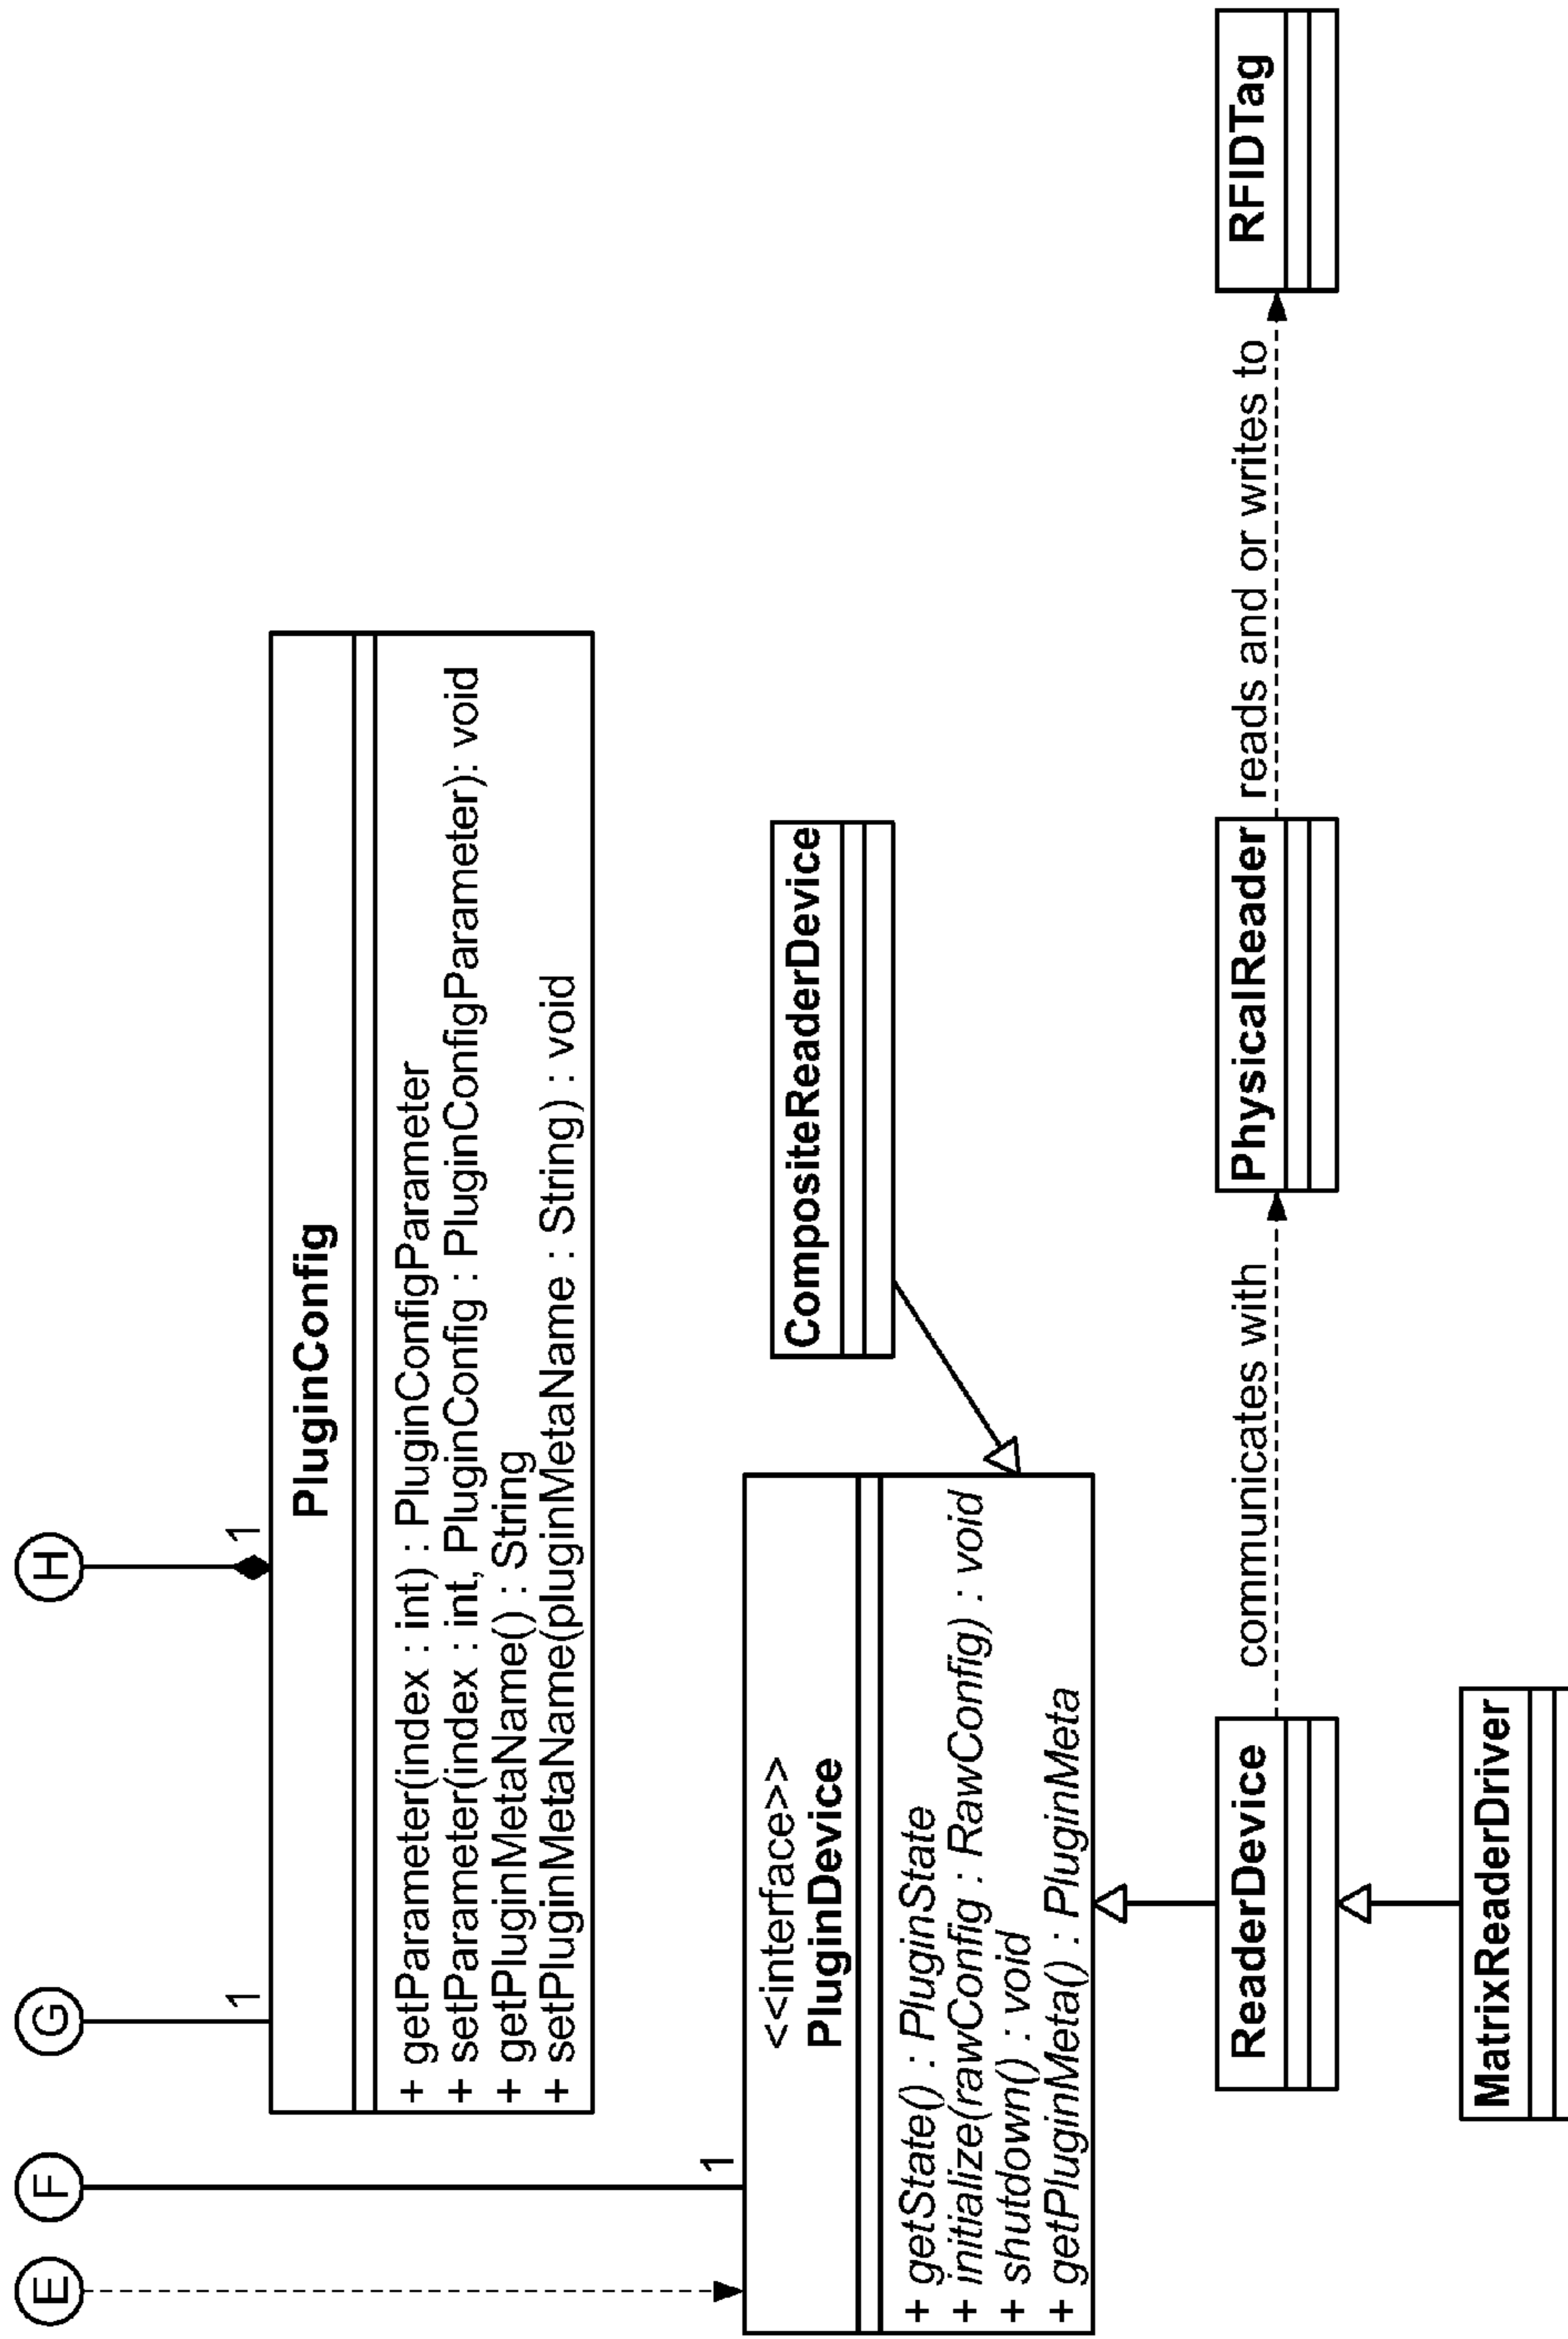 E
F
G
H
1
1
1
PluginConfig
+ getParameter(index : int) : PluginConfigParameter
+ setParameter(index : int, PluginConfig : PluginConfigParameter): void
+ getPluginMetaName() : String
+ setPluginMetaName(pluginMetaName : String) : void
<<interface>>
PluginDevice
+ getState() : PluginState
+ initialize(rawConfig : RawConfig) : void
+ shutdown() : void
+ getPluginMeta() : PluginMeta
CompositeReaderDevice
ReaderDevice
communicates with
PhysicalReader
reads and or writes to
RFIDTag
MatrixReaderDriver